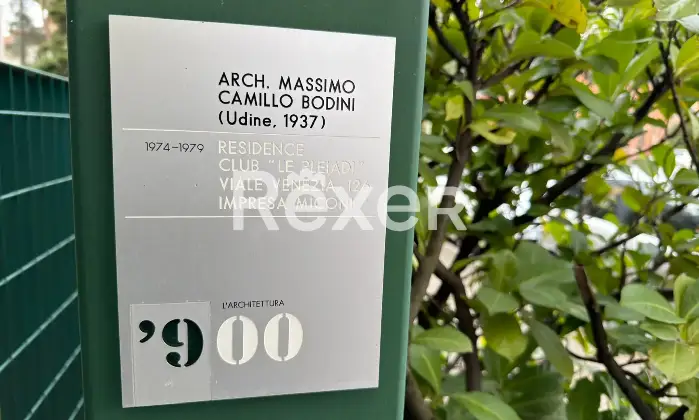 ARCH. MASSIMO
CAMILLO BODINI
(Udine, 1937)
1974-1979 RESIDENCE
CLUB "LE PLEIADI"
VIALE VENEZIA,
IMPRESA MICONI
Rexer
L'ARCHITETTURA
'900